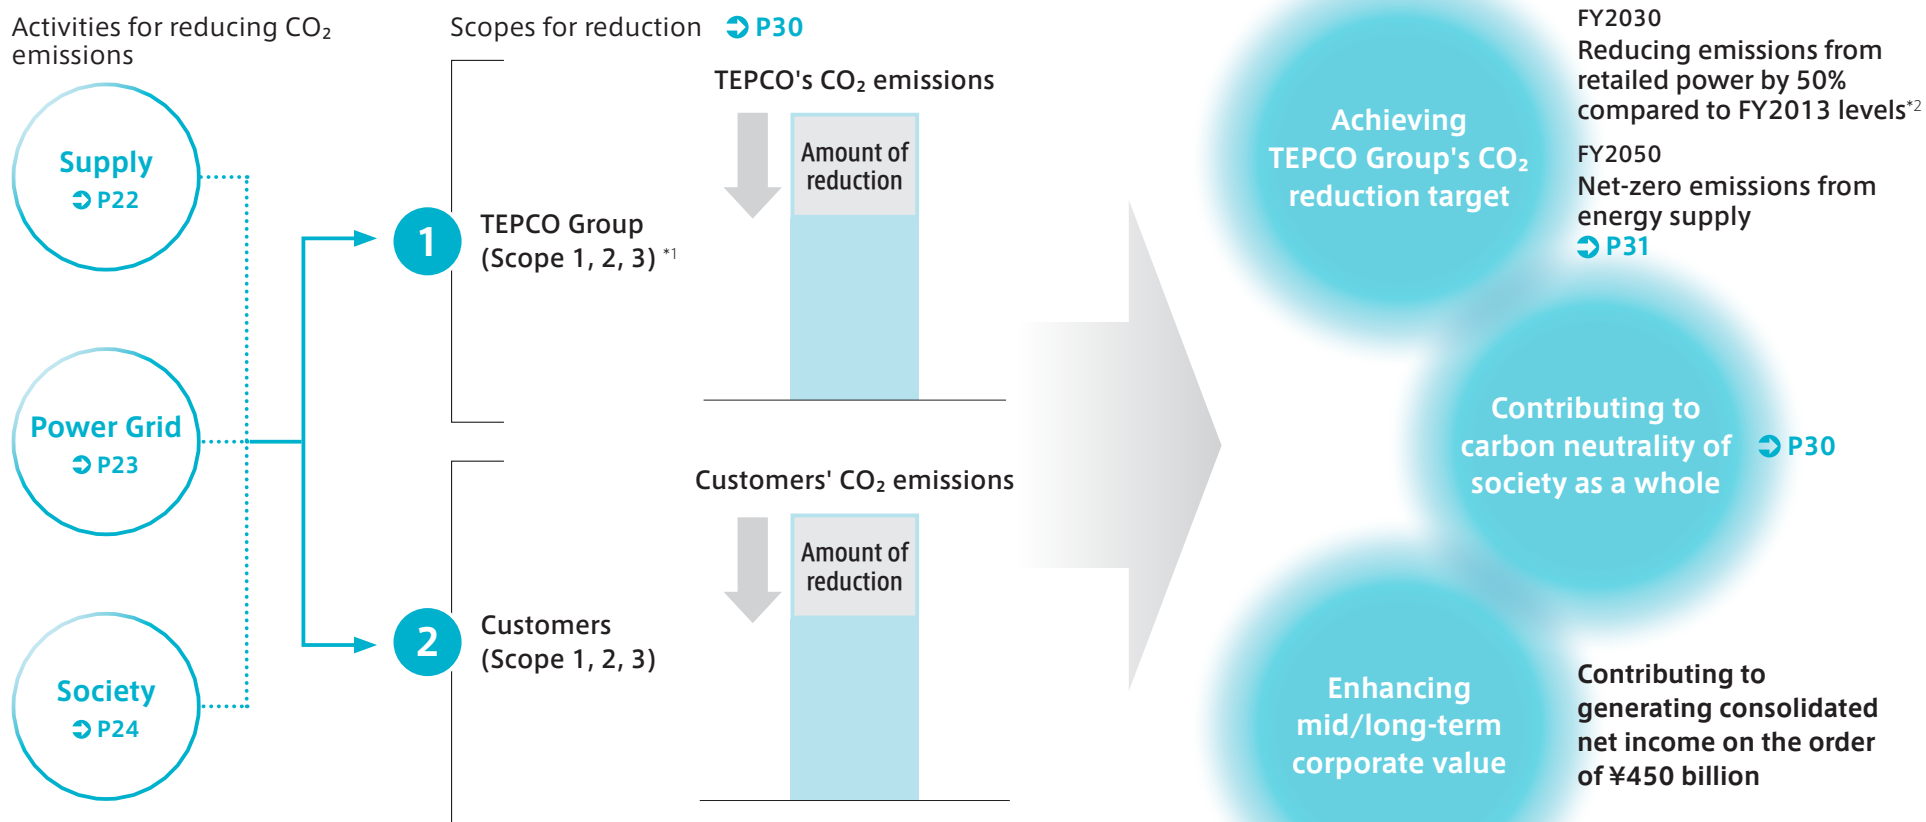 Activities for reducing CO₂
emissions
Supply
➲ P22
Power Grid
➲ P23
Society
➲ P24
Scopes for reduction ➲ P30
1
TEPCO Group
(Scope 1, 2, 3) *1
TEPCO's CO₂ emissions
Amount of
reduction
2
Customers
(Scope 1, 2, 3)
Customers' CO₂ emissions
Amount of
reduction
Achieving
TEPCO Group's CO₂
reduction target
FY2030
Reducing emissions from
retailed power by 50%
compared to FY2013 levels*2
FY2050
Net-zero emissions from
energy supply
➲ P31
Contributing to
carbon neutrality of
society as a whole
➲ P30
Enhancing
mid/long-term
corporate value
Contributing to
generating consolidated
net income on the order
of ¥450 billion